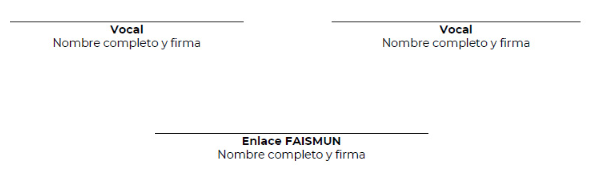 Vocal
Nombre completo y firma
Vocal
Nombre completo y firma
Enlace FAISMUN
Nombre completo y firma